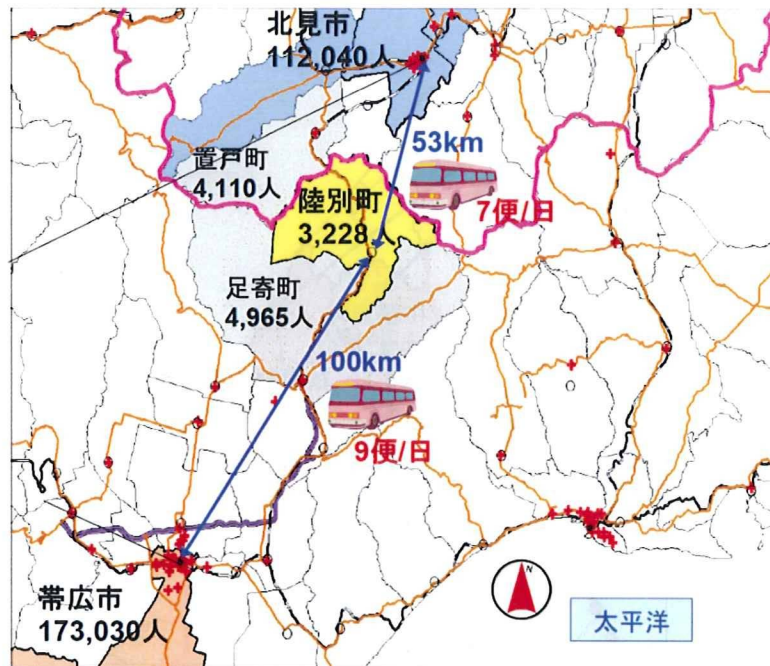 北見市
112,040人
置戸町
4,110人
53km
7便/日
陸別町
3,228人
足寄町
4,965人
100km
9便/日
帯広市
173,030人
N
太平洋